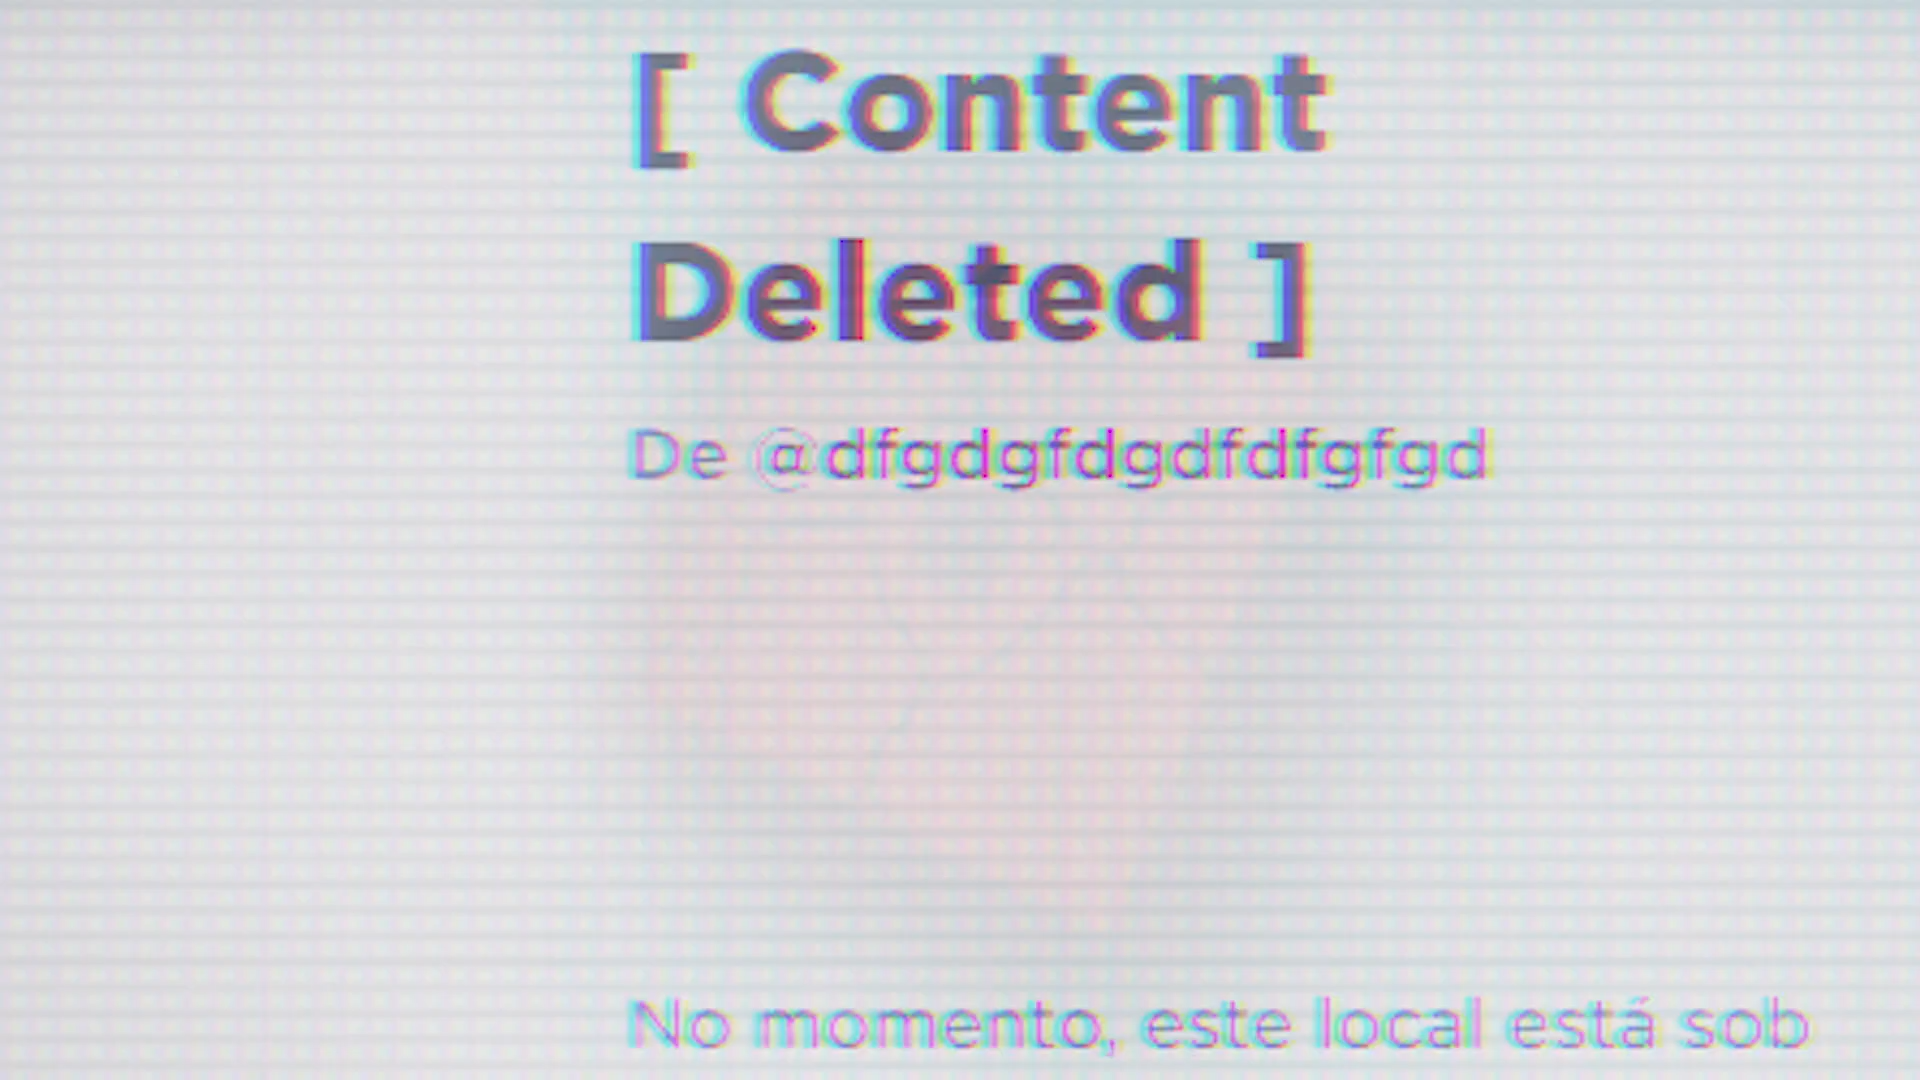 [ Content
Deleted ]
De @dfgdgfdgdfdfgfgd
No momento, este local está sob